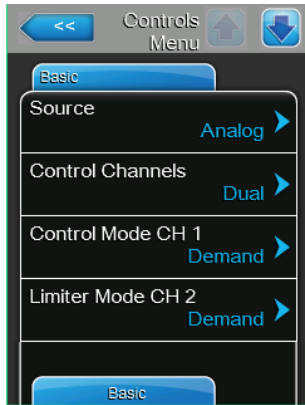 <<
Controls
Menu
Basic
Source
Analog
Control Channels
Dual
Control Mode CH 1
Demand
Limiter Mode CH 2
Demand
Basic